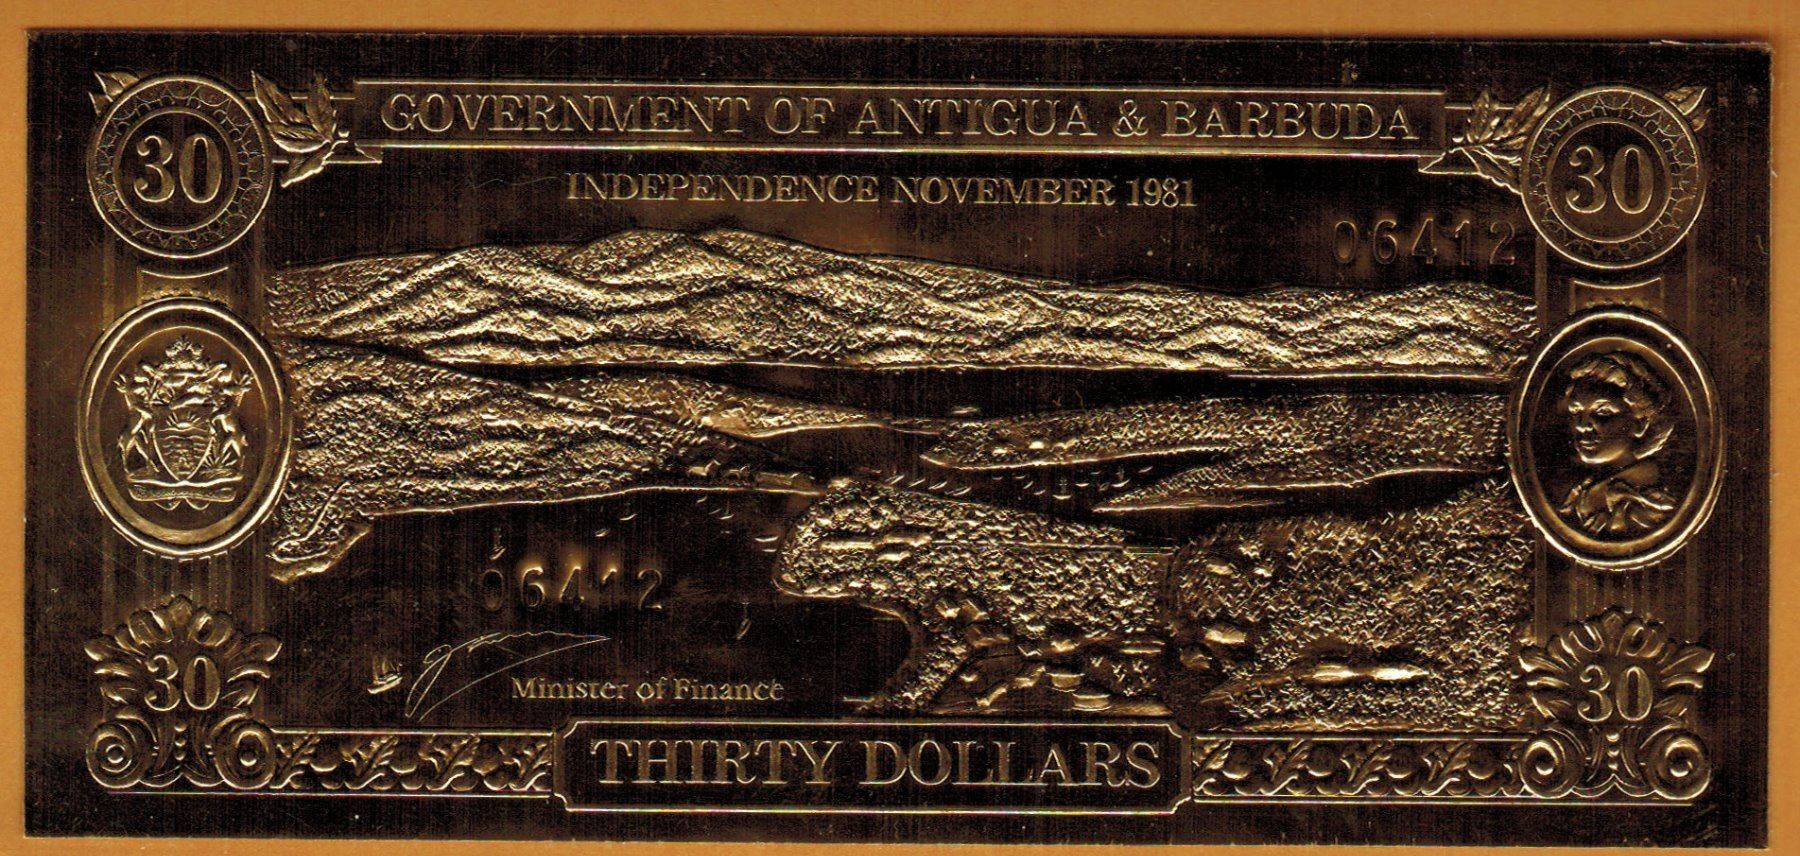 GOVERNMENT OF ANTIGUA & BARBUDA
30
30
INDEPENDENCE NOVEMBER 1981
06412
06412
Minister of Finance
30
30
THIRTY DOLLARS